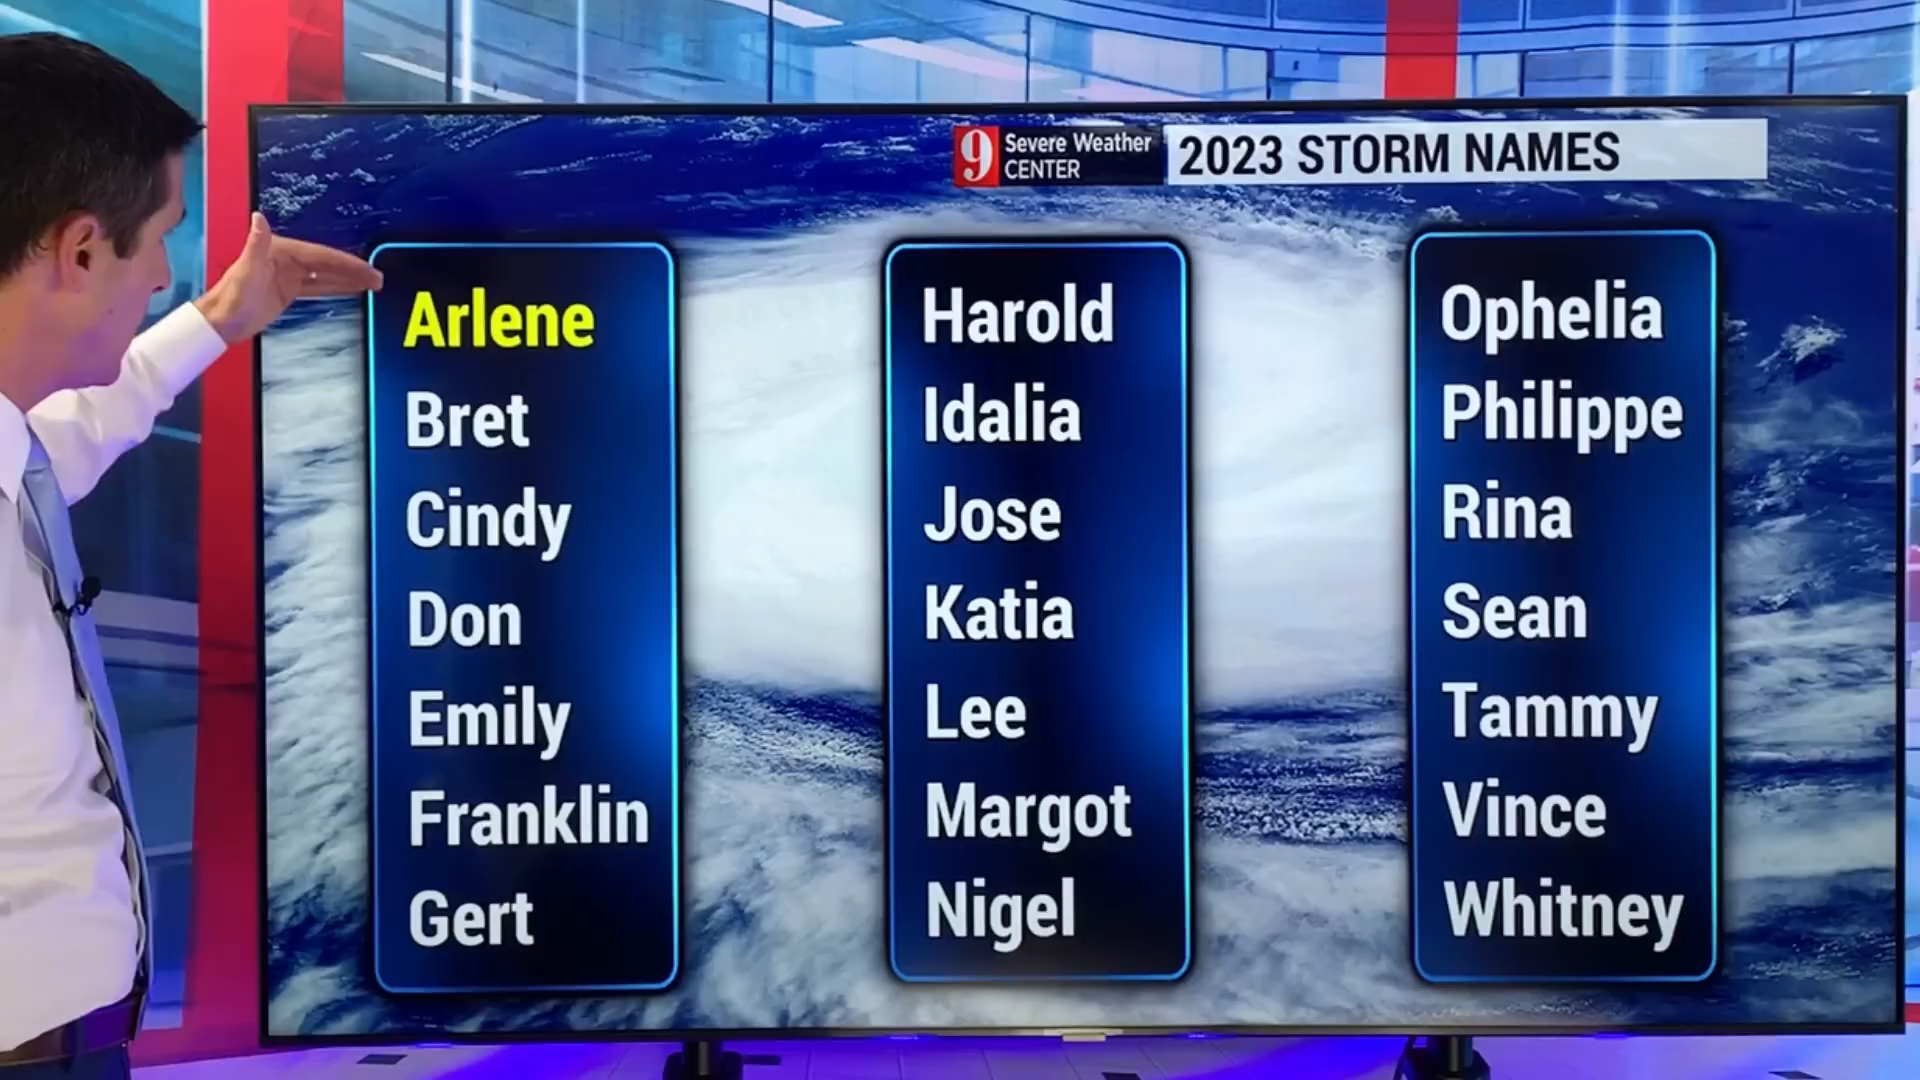 9 Severe Weather
CENTER
2023 STORM NAMES
Arlene
Bret
Cindy
Don
Emily
Franklin
Gert
Harold
Idalia
Jose
Katia
Lee
Margot
Nigel
Ophelia
Philippe
Rina
Sean
Tammy
Vince
Whitney